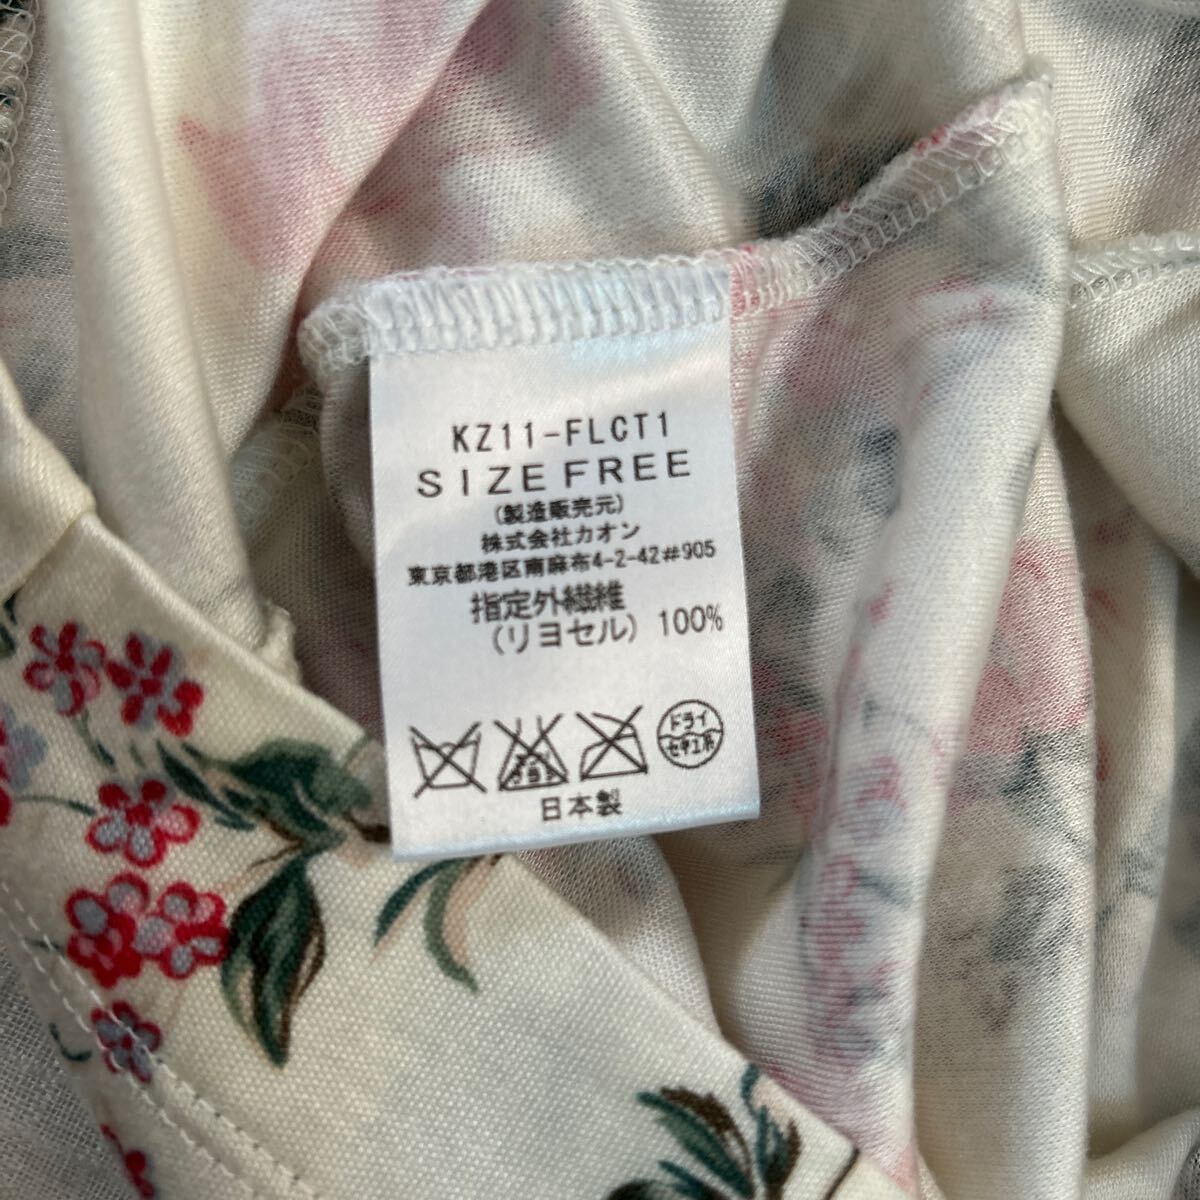 KZ11-FLCT1
SIZE FREE
(製造販売元)
株式会社カオン
東京都港区南麻布4-2-42#905
指定外繊維
(リヨセル) 100%
ドライ
セキユ系
日本製